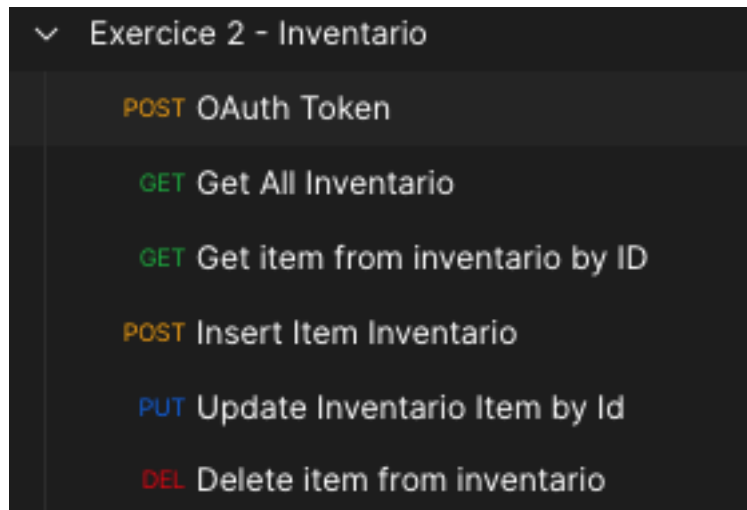 Exercice 2 - Inventario
POST OAuth Token
GET Get All Inventario
GET Get item from inventario by ID
POST Insert Item Inventario
PUT Update Inventario Item by Id
DEL Delete item from inventario